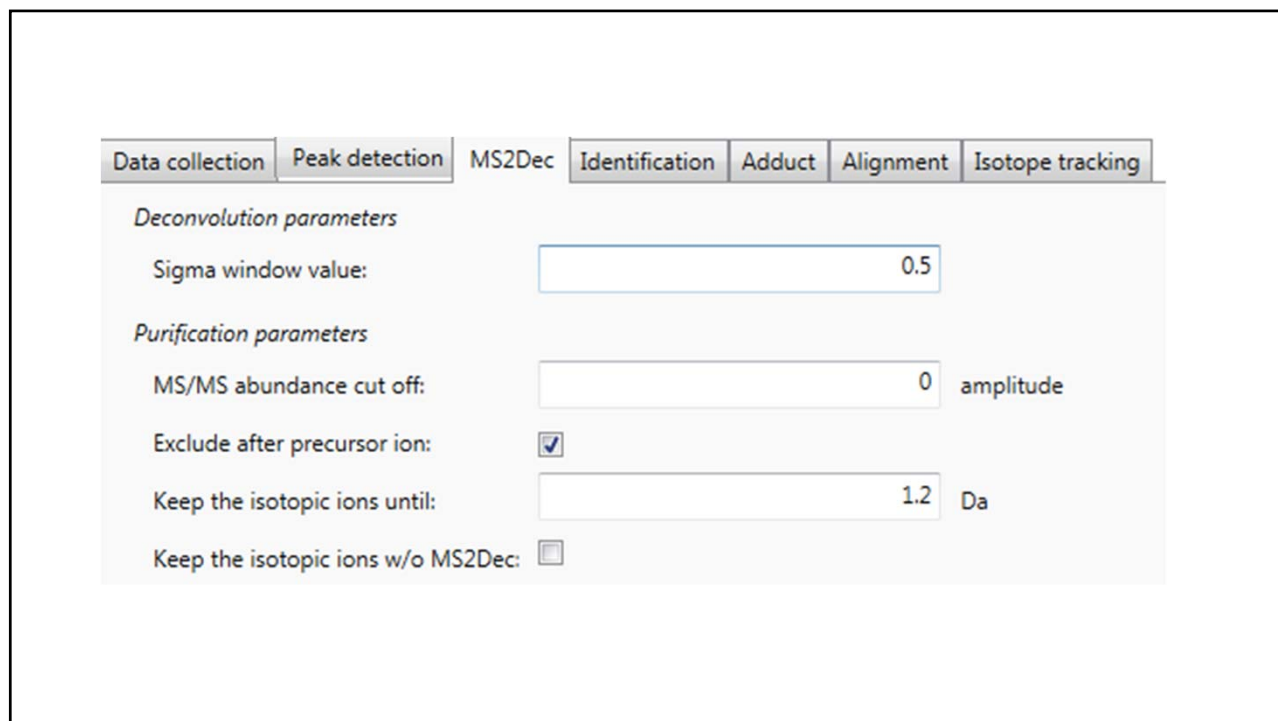 Data collection Peak detection MS2Dec Identification Adduct Alignment Isotope tracking
Deconvolution parameters
Sigma window value: 0.5
Purification parameters
MS/MS abundance cut off: 0 amplitude
Exclude after precursor ion:
Keep the isotopic ions until: 1.2 Da
Keep the isotopic ions w/o MS2Dec: